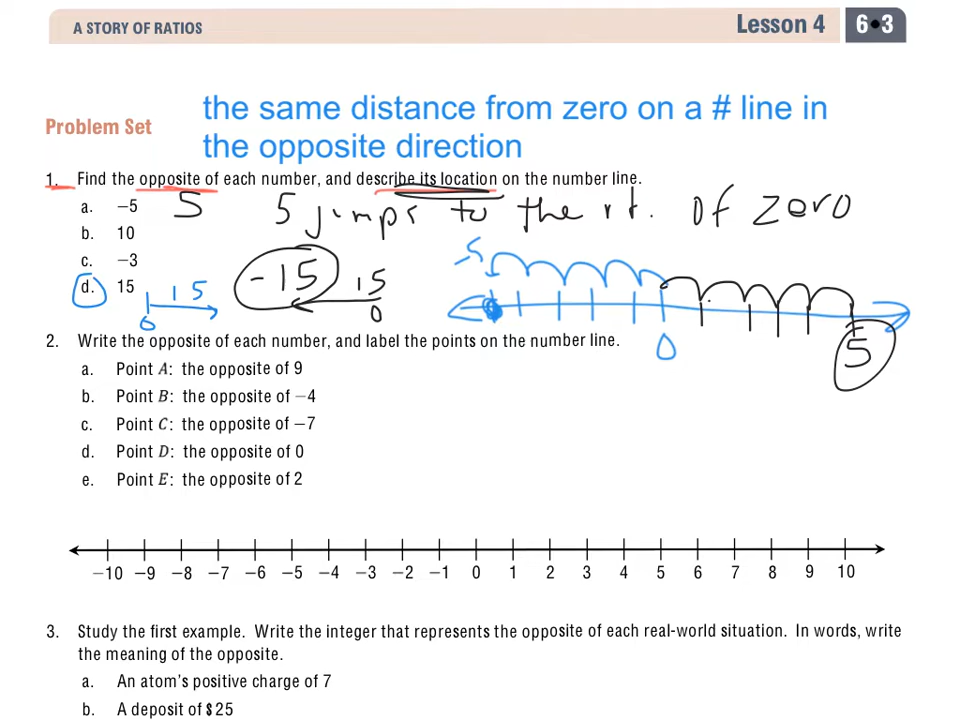 A STORY OF RATIOS
Lesson 4 6•3
the same distance from zero on a # line in
the opposite direction
Problem Set
1. Find the opposite of each number, and describe its location on the number line.
a. −5 5 5 jumps to the rt. of zero
b. 10
c. −3
d. 15
15 0
-15 15 0
-5 0 5
2. Write the opposite of each number, and label the points on the number line.
a. Point A: the opposite of 9
b. Point B: the opposite of −4
c. Point C: the opposite of −7
d. Point D: the opposite of 0
e. Point E: the opposite of 2
−10 −9 −8 −7 −6 −5 −4 −3 −2 −1 0 1 2 3 4 5 6 7 8 9 10
3. Study the first example. Write the integer that represents the opposite of each real-world situation. In words, write
the meaning of the opposite.
a. An atom's positive charge of 7
b. A deposit of $25